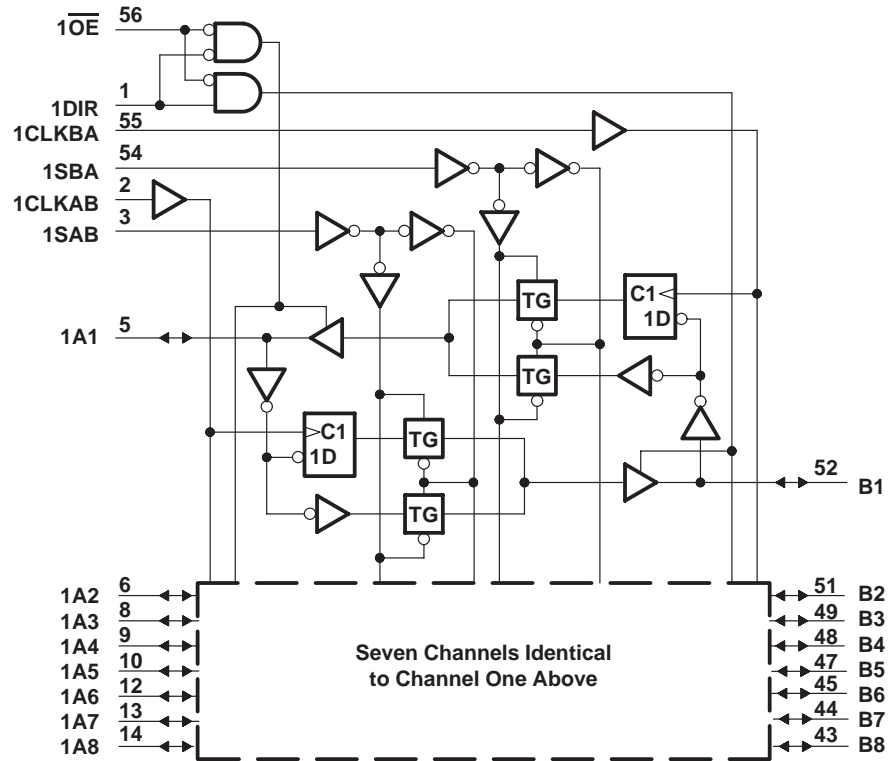 56
1OE
1
1DIR
55
1CLKBA
54
1SBA
2
1CLKAB
3
1SAB
TG
C1
1D
5
1A1
TG
C1
1D
TG
52
B1
TG
6
1A2
8
1A3
9
1A4
10
1A5
12
1A6
13
1A7
14
1A8
Seven Channels Identical
to Channel One Above
51
B2
49
B3
48
B4
47
B5
45
B6
44
B7
43
B8